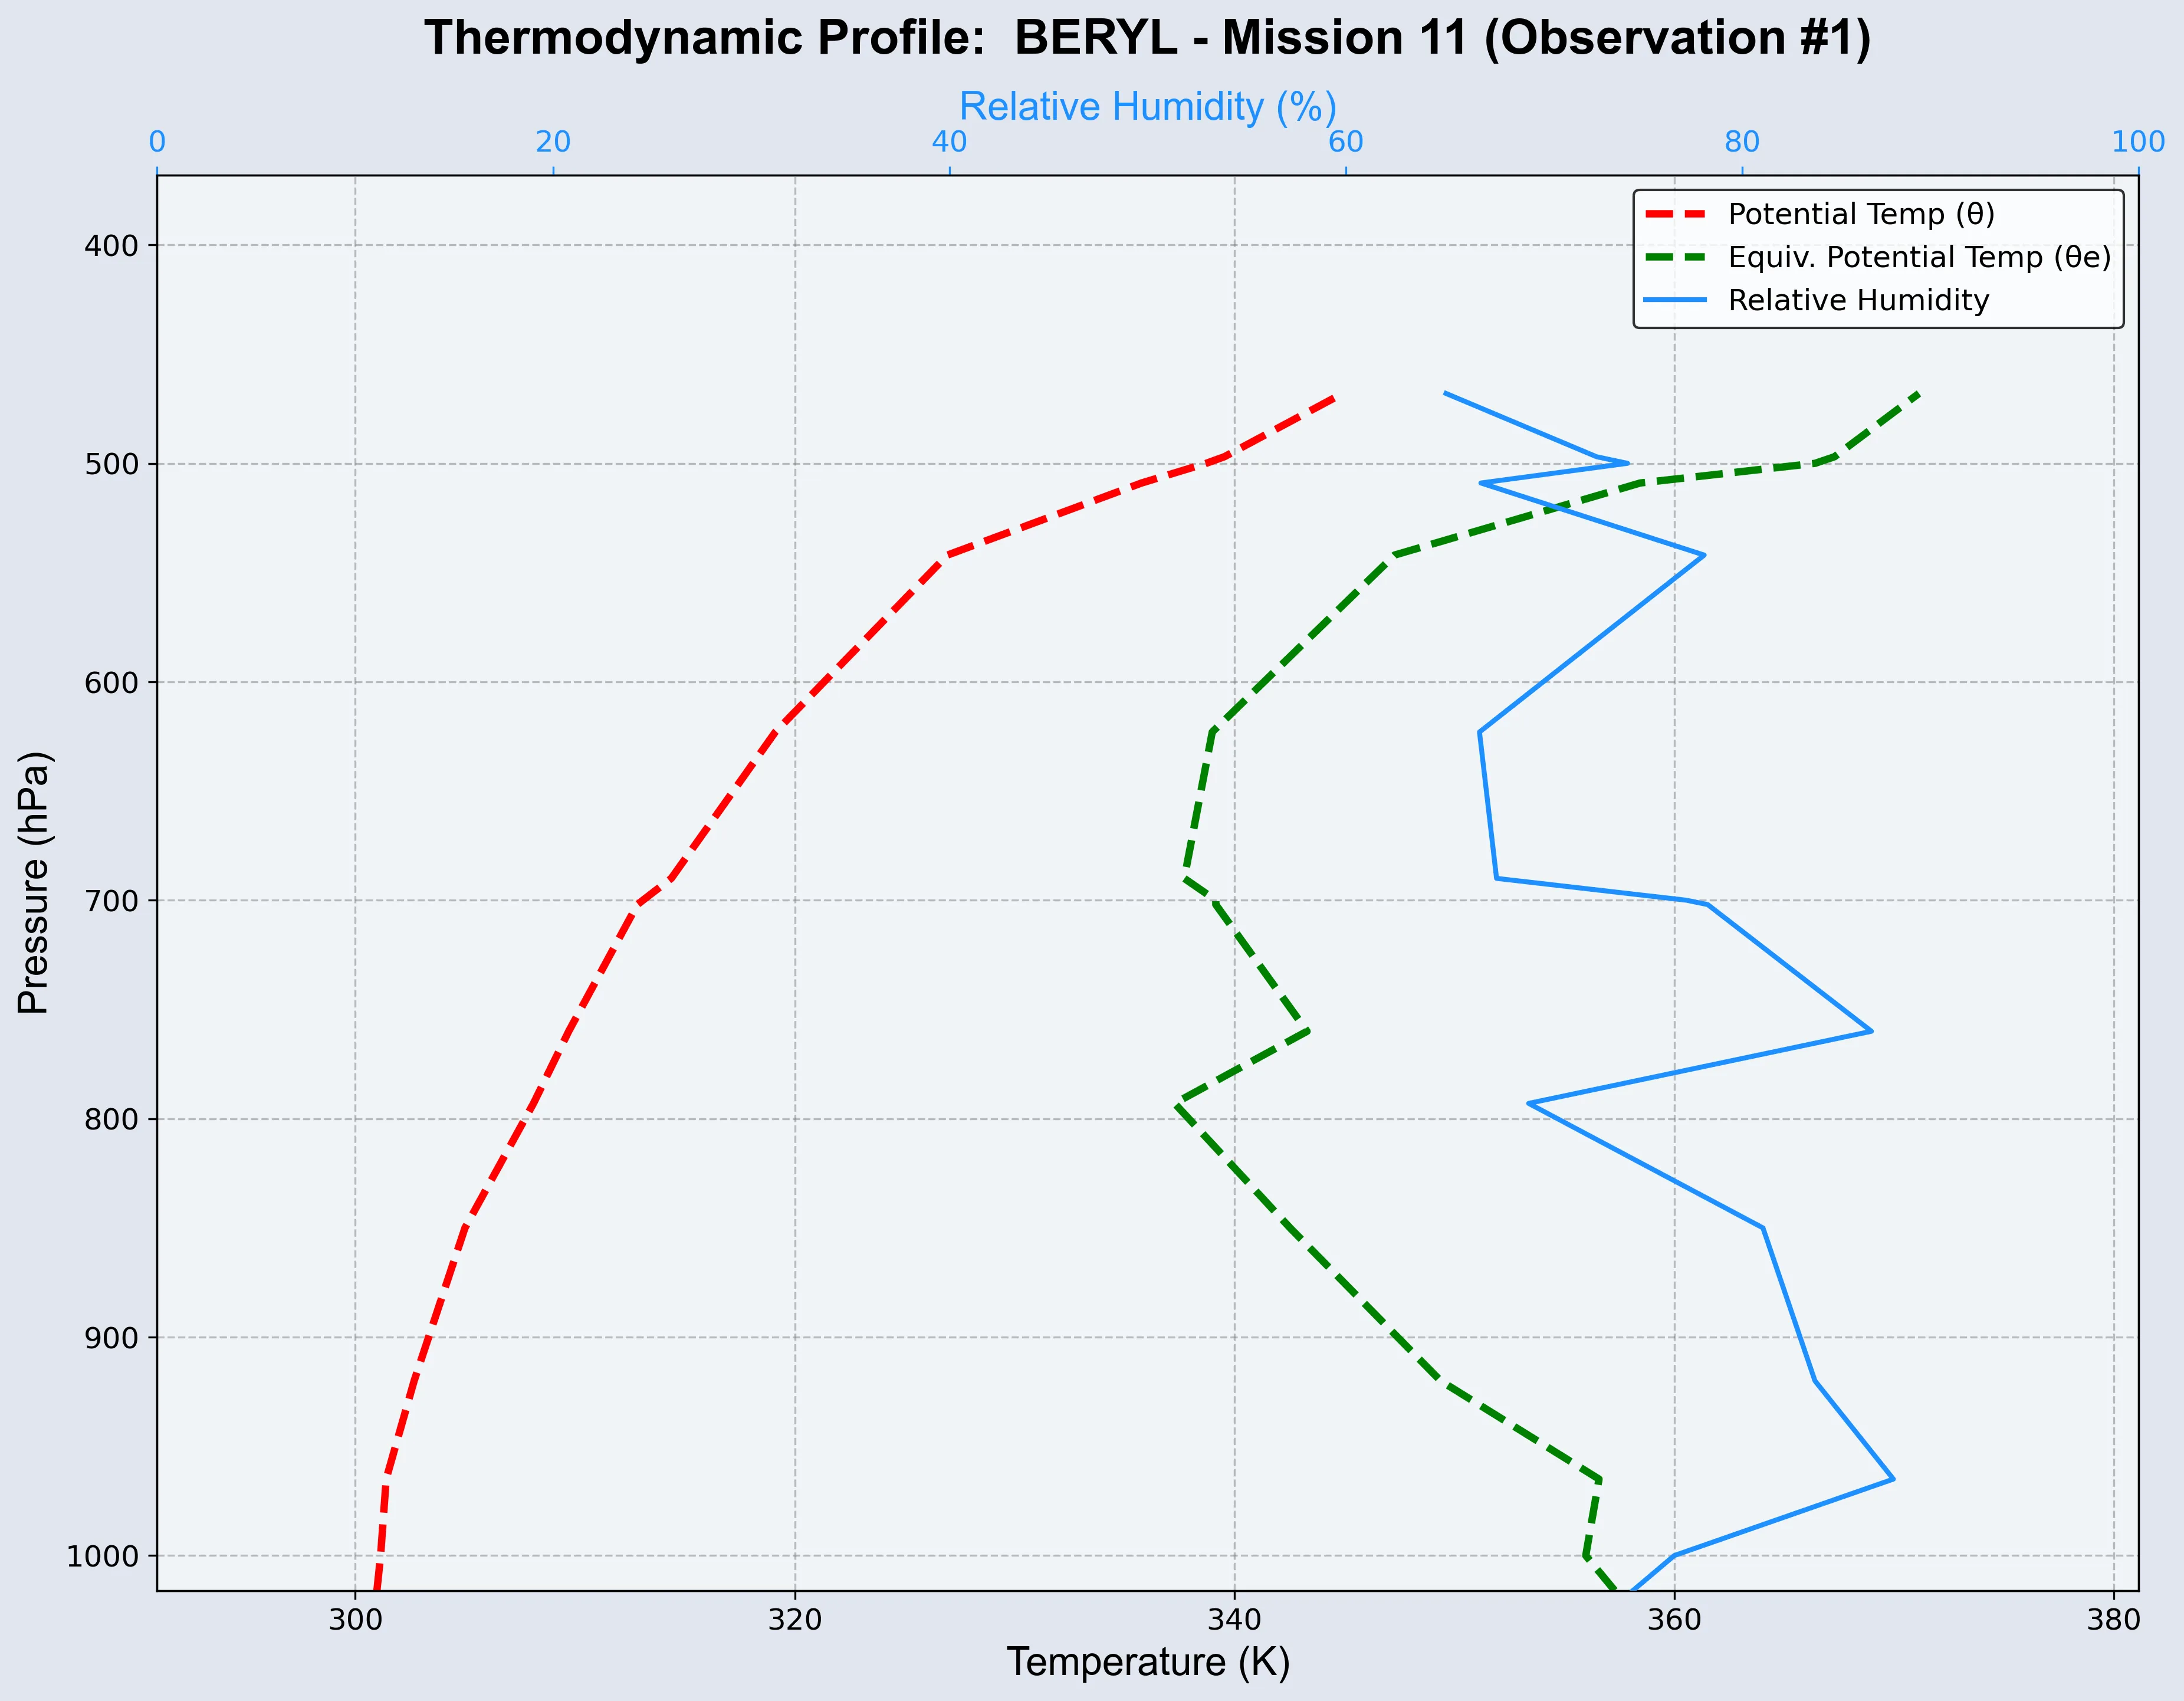 Thermodynamic Profile:  BERYL - Mission 11 (Observation #1)
Relative Humidity (%)
0 20 40 60 80 100
Potential Temp (θ)
Equiv. Potential Temp (θe)
Relative Humidity
400
500
600
700
800
900
1000
Pressure (hPa)
300 320 340 360 380
Temperature (K)